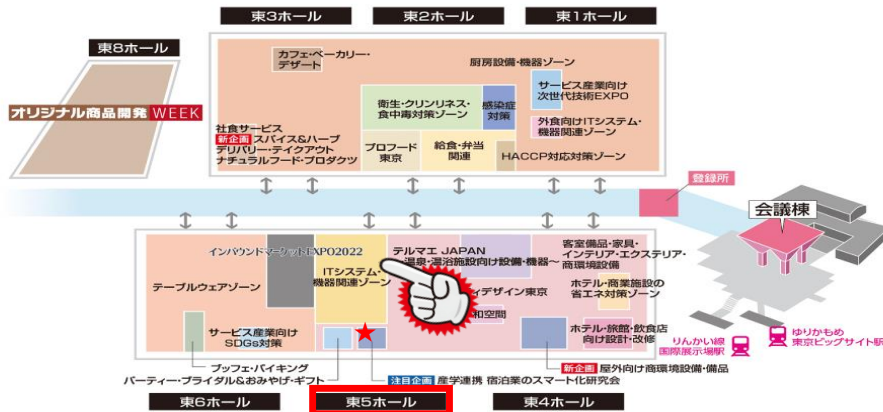 東3ホール
東2ホール
東1ホール
東8ホール
カフェ・ベーカリー・
デザート
厨房設備・機器ゾーン
サービス産業向け
次世代技術EXPO
衛生・クリンリネス・
食中毒対策ゾーン
感染症
対策
オリジナル商品開発 WEEK
外食向けITシステム・
機器関連ゾーン
社食サービス
新企画 スパイス&ハーブ
デリバリー・テイクアウト
ナチュラルフード・プロダクツ
プロフード
東京
給食・弁当
関連
HACCP対応対策ゾーン
登録所
会議棟
インバウンドマーケットEXPO2022
テルマエ JAPAN
温泉・温浴施設向け設備・機器～
客室備品・家具・
インテリア・エクステリア・
商環境設備
ITシステム・
機器関連ゾーン
テーブルウェアゾーン
ィデザイン東京
ホテル・商業施設の
省エネ対策ゾーン
和空間
サービス産業向け
SDGs対策
ホテル・旅館・飲食店
向け設計・改修
りんかい線
国際展示場駅
ゆりかもめ
東京ビッグサイト駅
ブッフェ・バイキング
パーティー・ブライダル&おみやげ・ギフト
新企画 屋外向け商環境設備・備品
注目企画 産学連携 宿泊業のスマート化研究会
東6ホール
東5ホール
東4ホール